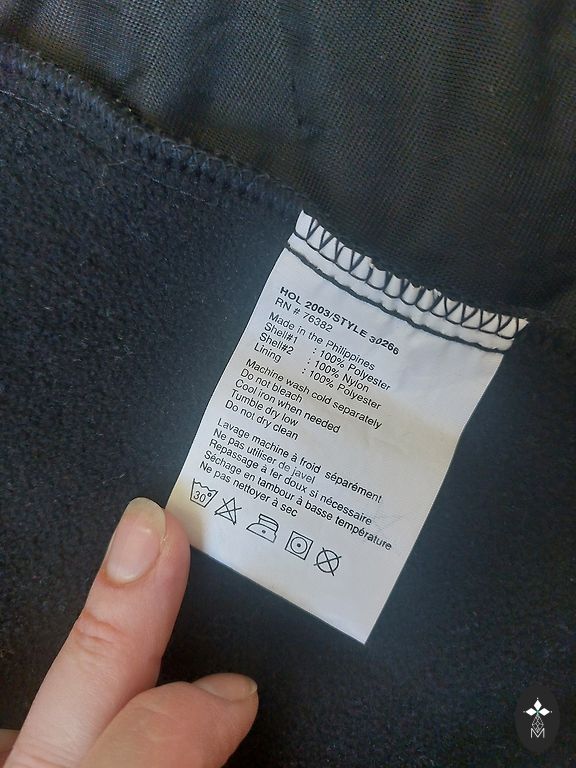 HOL 2003/STYLE 30266
RN # 76382
Made in the Philippines
Shell#1 : 100% Polyester
Shell#2 : 100% Nylon
Lining : 100% Polyester
Machine wash cold separately
Do not bleach
Cool iron when needed
Tumble dry low
Do not dry clean
Lavage machine à froid séparément
Ne pas utiliser de javel
Repassage à fer doux si nécessaire
Séchage en tambour à basse température
Ne pas nettoyer à sec
30°
M